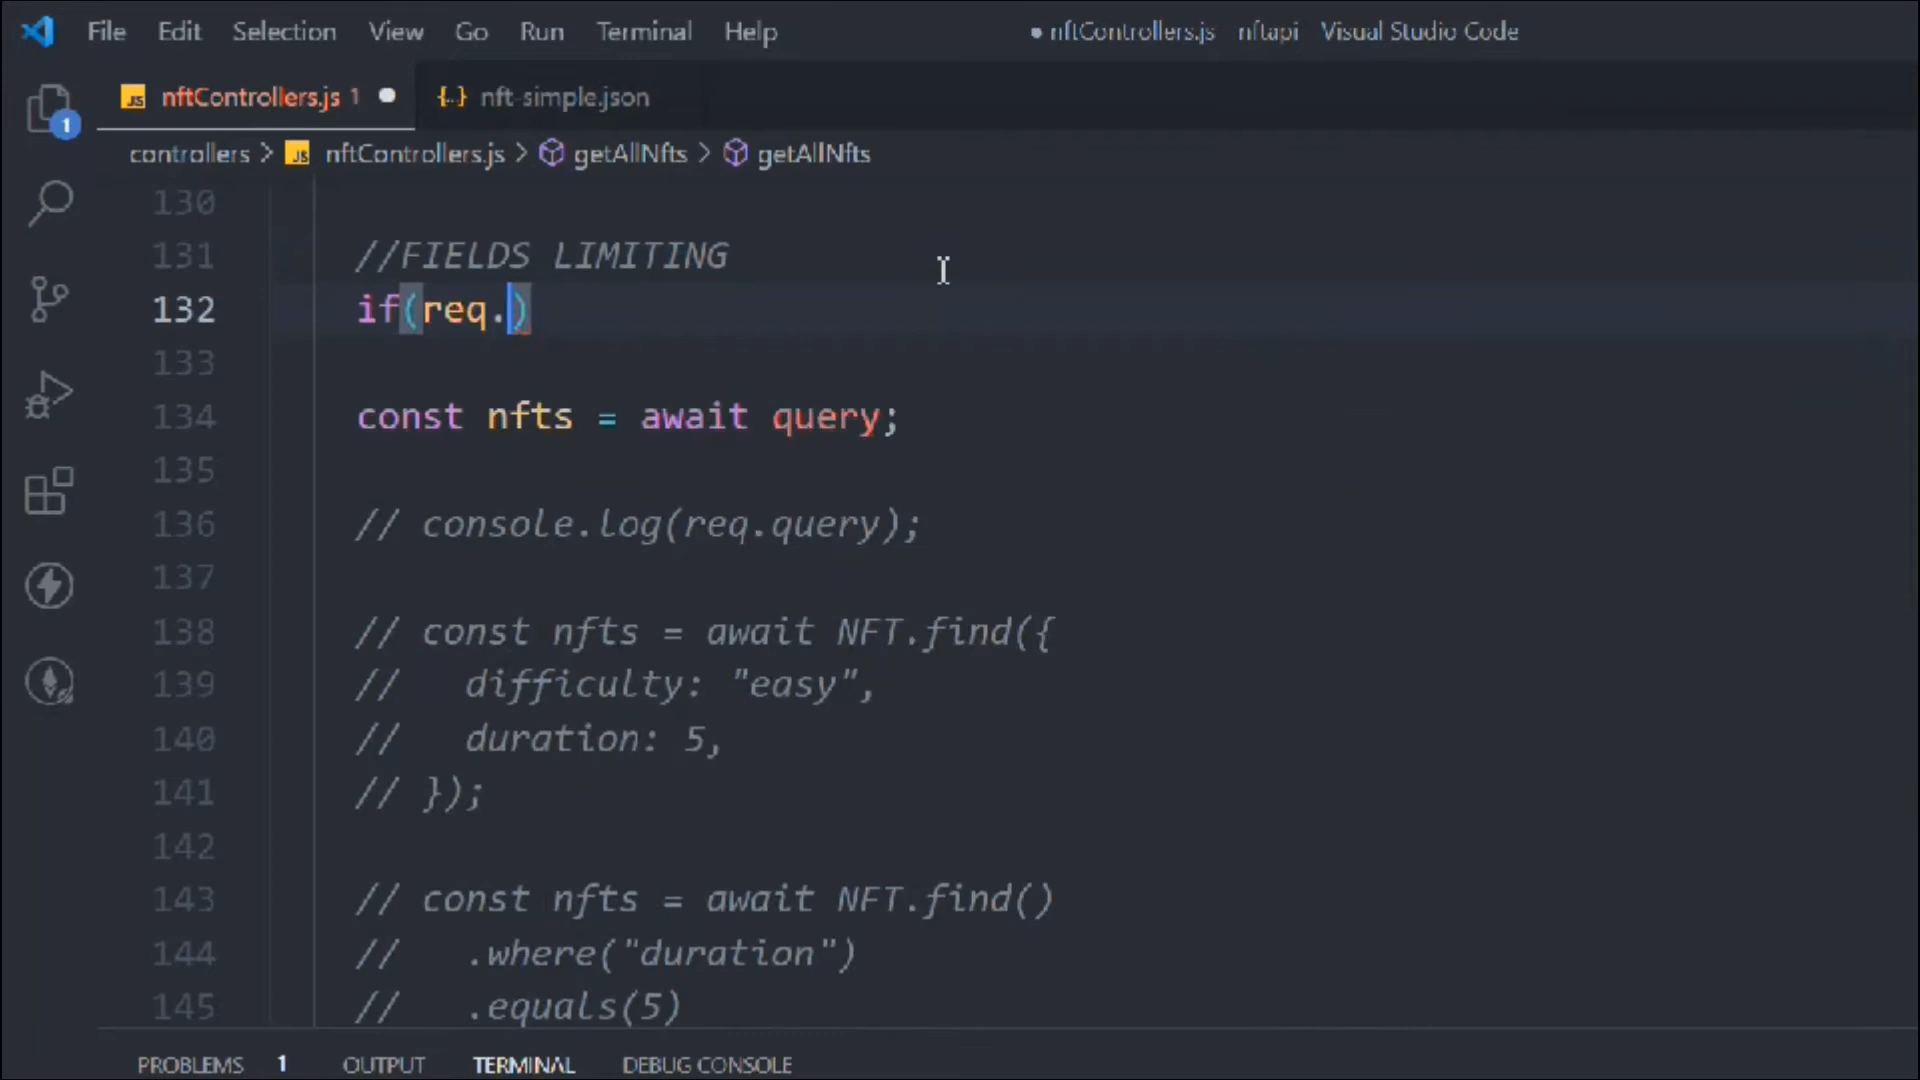 File Edit Selection View Go Run Terminal Help ● nftControllers.js nftapi Visual Studio Code
JS nftControllers.js 1 ● {..} nft-simple.json
1
controllers > JS nftControllers.js > getAllNfts > getAllNfts
130
131 //FIELDS LIMITING
132 if(req.)
133
134 const nfts = await query;
135
136 // console.log(req.query);
137
138 // const nfts = await NFT.find({
139 //   difficulty: "easy",
140 //   duration: 5,
141 // });
142
143 // const nfts = await NFT.find()
144 //   .where("duration")
145 //   .equals(5)
PROBLEMS 1 OUTPUT TERMINAL DEBUG CONSOLE